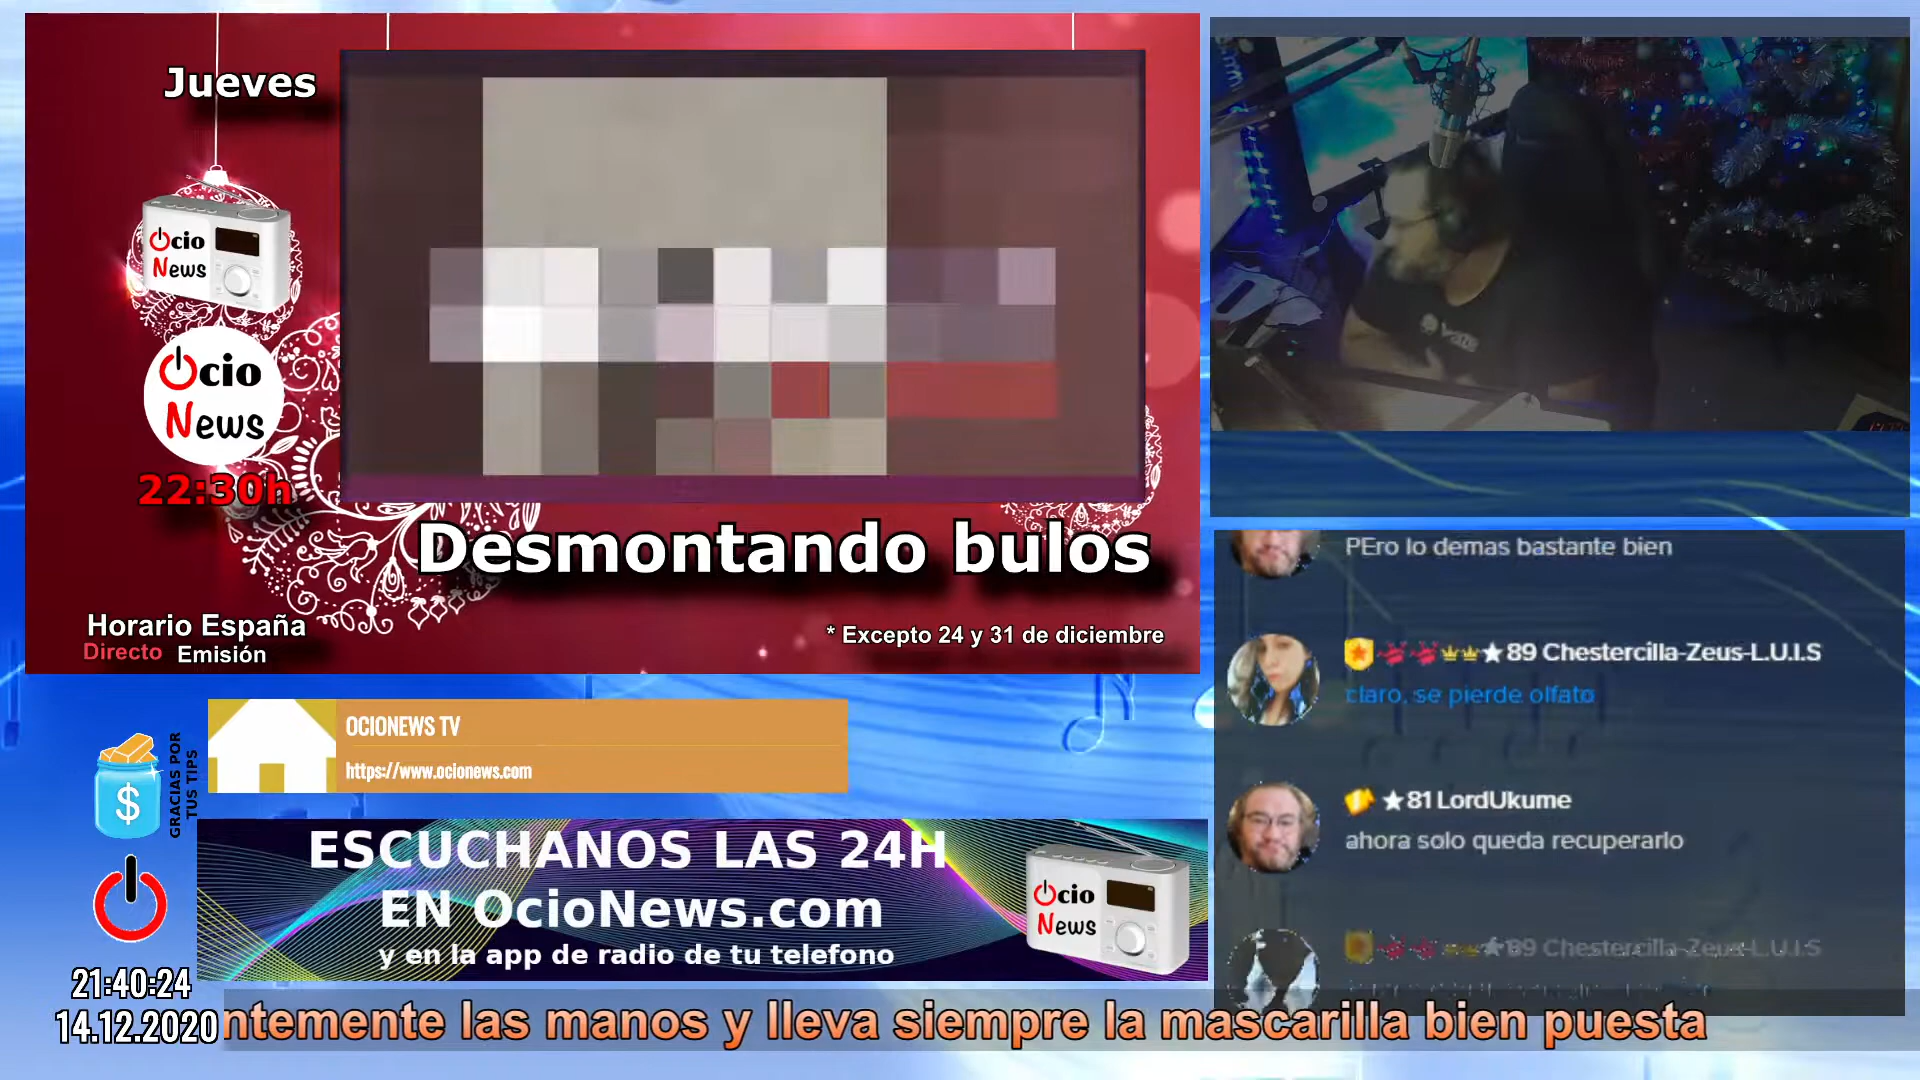 Jueves
Ocio
News
Ocio
News
22:30h
Desmontando bulos
Horario España
Directo Emisión
* Excepto 24 y 31 de diciembre
PEro lo demas bastante bien
89 Chestercilla-Zeus-L.U.I.S
claro, se pierde olfato
81 LordUkume
ahora solo queda recuperarlo
89 Chestercilla-Zeus-L.U.I.S
OCIONEWS TV
https://www.ocionews.com
$
GRACIAS POR
TUS TIPS
ESCUCHANOS LAS 24H
EN OcioNews.com
y en la app de radio de tu telefono
Ocio
News
21:40:24
14.12.2020
ntemente las manos y lleva siempre la mascarilla bien puesta